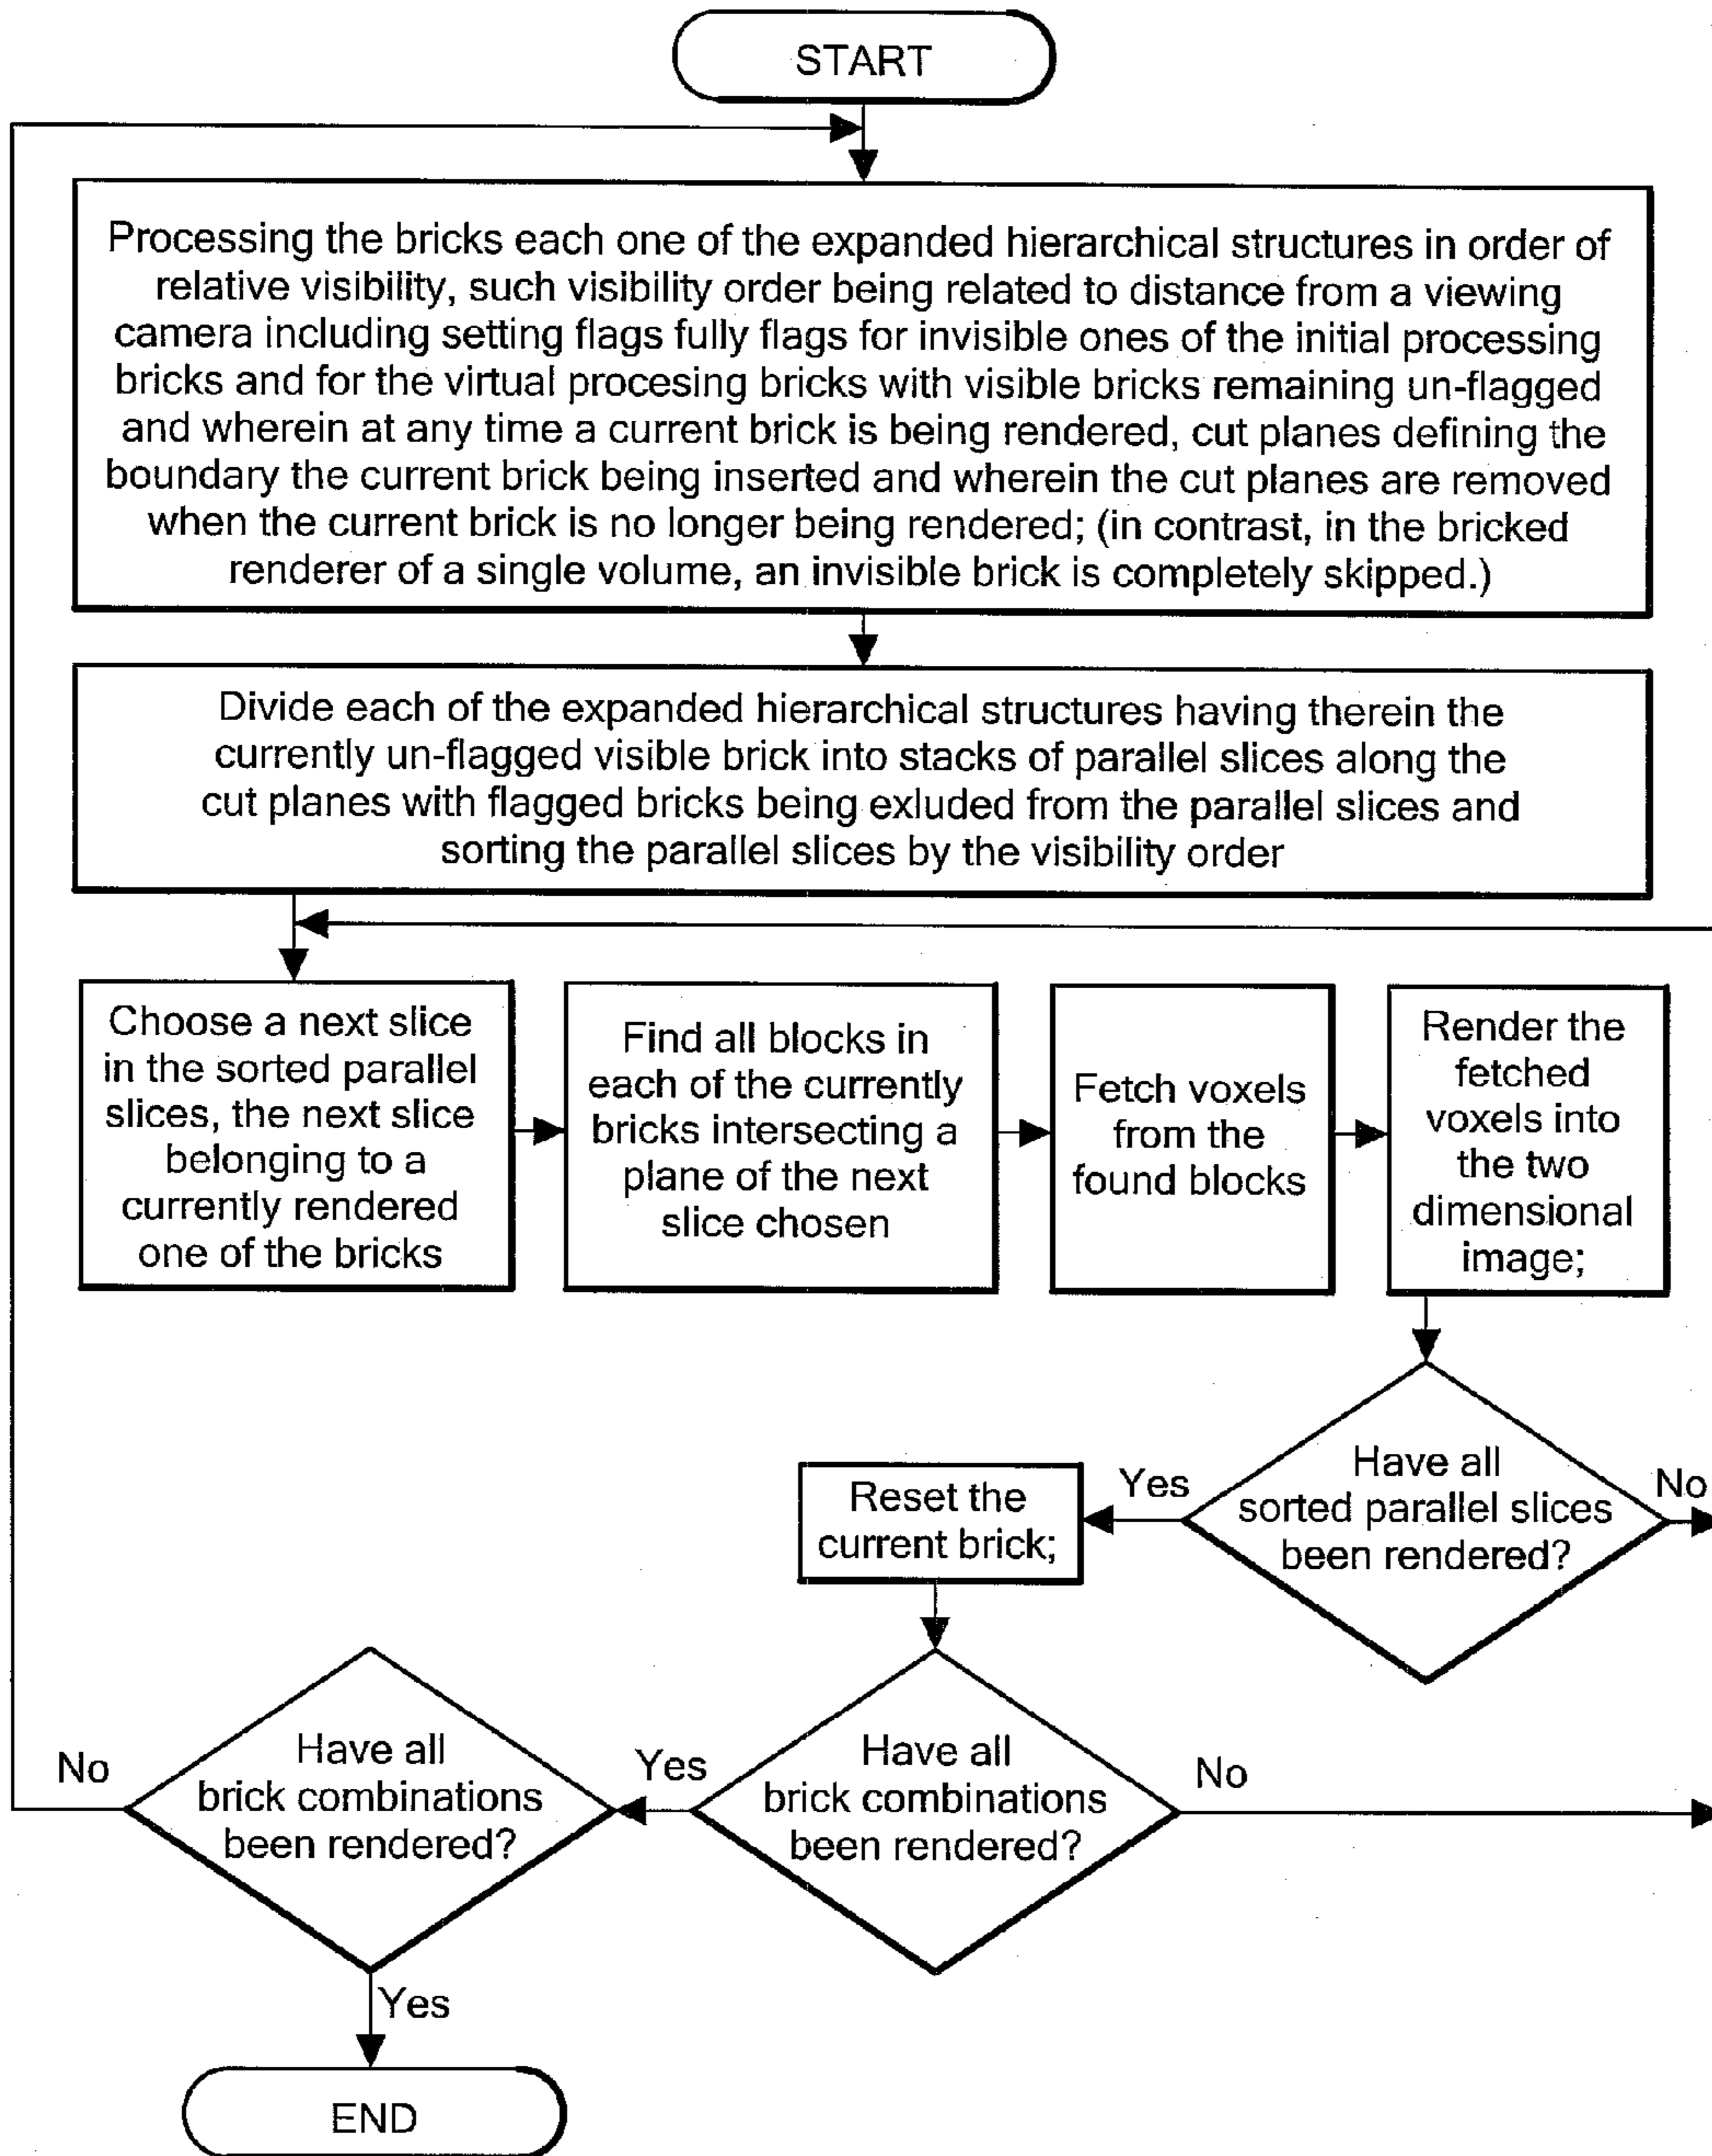 START
Processing the bricks each one of the expanded hierarchical structures in order of
relative visibility, such visibility order being related to distance from a viewing
camera including setting flags fully flags for invisible ones of the initial processing
bricks and for the virtual procesing bricks with visible bricks remaining un-flagged
and wherein at any time a current brick is being rendered, cut planes defining the
boundary the current brick being inserted and wherein the cut planes are removed
when the current brick is no longer being rendered; (in contrast, in the bricked
renderer of a single volume, an invisible brick is completely skipped.)
Divide each of the expanded hierarchical structures having therein the
currently un-flagged visible brick into stacks of parallel slices along the
cut planes with flagged bricks being exluded from the parallel slices and
sorting the parallel slices by the visibility order
Choose a next slice
in the sorted parallel
slices, the next slice
belonging to a
currently rendered
one of the bricks
Find all blocks in
each of the currently
bricks intersecting a
plane of the next
slice chosen
Fetch voxels
from the
found blocks
Render the
fetched
voxels into
the two
dimensional
image;
Have all
sorted parallel slices
been rendered?
No
Yes
Reset the
current brick;
Have all
brick combinations
been rendered?
No
Yes
Have all
brick combinations
been rendered?
No
Yes
END